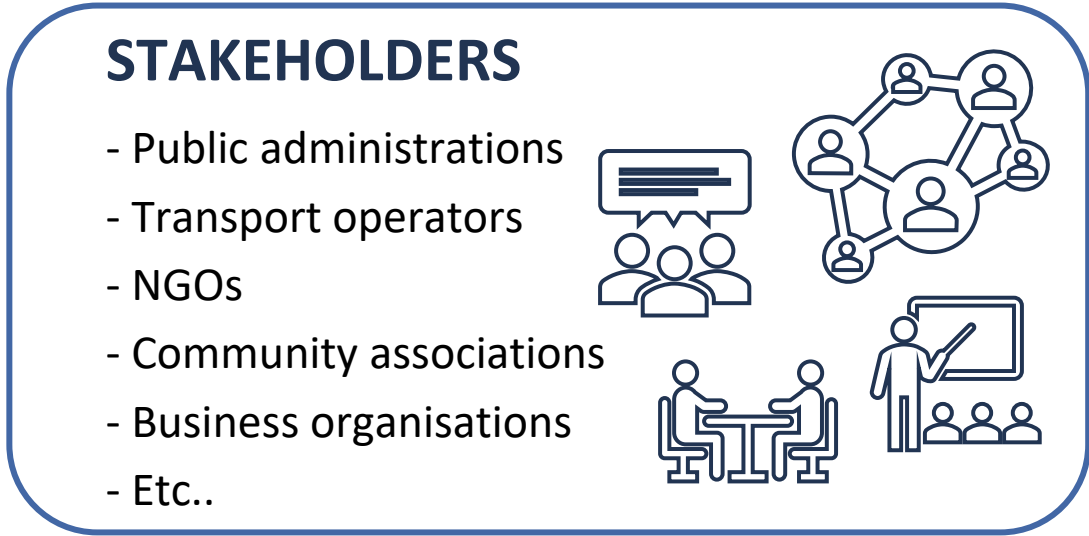 STAKEHOLDERS
- Public administrations
- Transport operators
- NGOs
- Community associations
- Business organisations
- Etc..